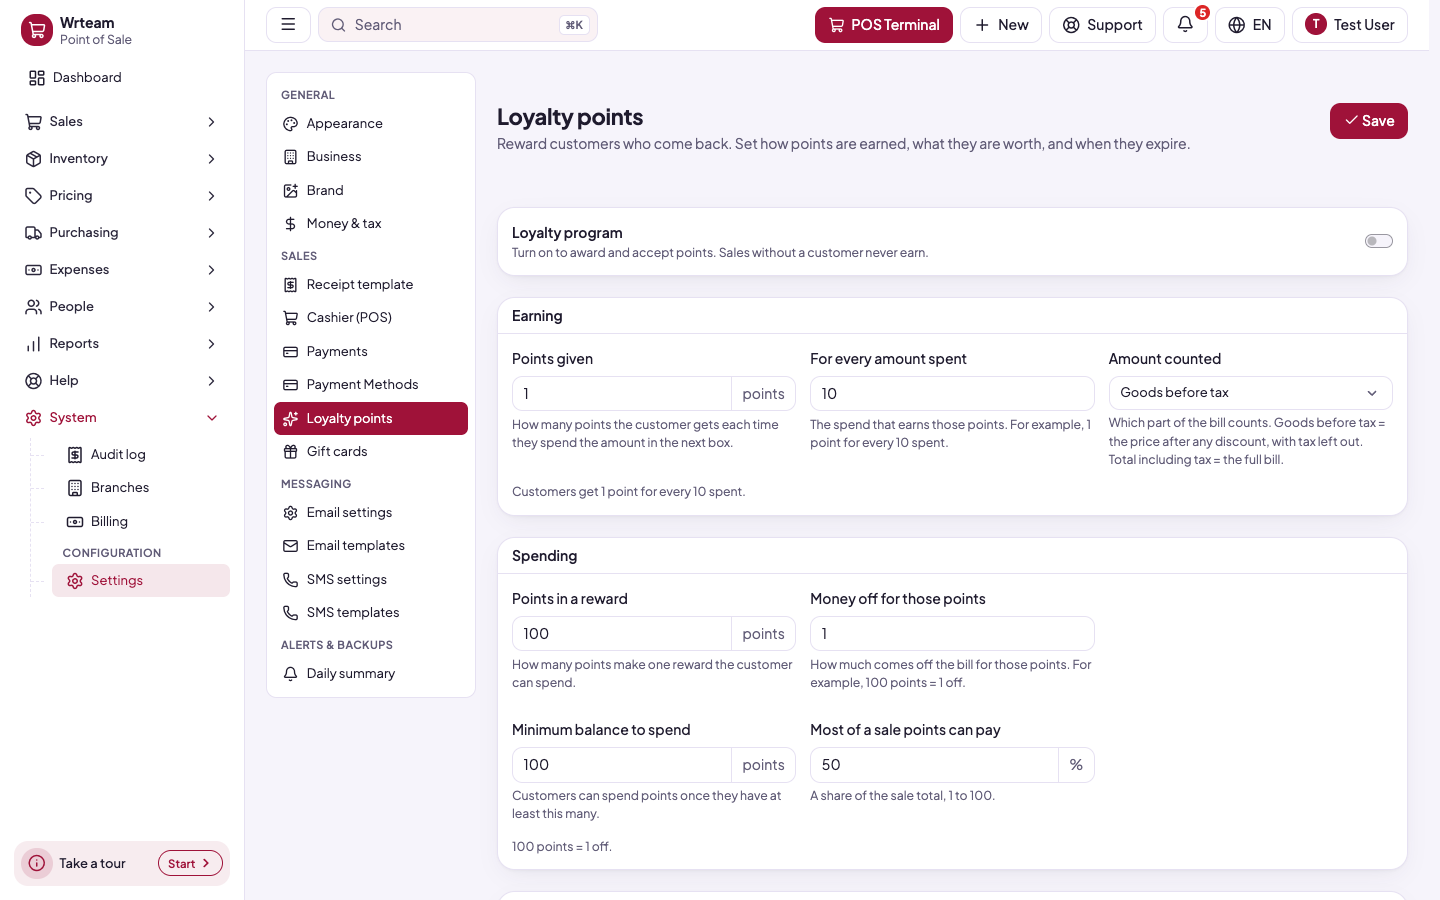 Wrteam
Point of Sale
Search
⌘K
POS Terminal
New
Support
5
EN
T
Test User
Dashboard
Sales
Inventory
Pricing
Purchasing
Expenses
People
Reports
Help
System
Audit log
Branches
Billing
CONFIGURATION
Settings
Take a tour
Start
GENERAL
Appearance
Business
Brand
Money & tax
SALES
Receipt template
Cashier (POS)
Payments
Payment Methods
Loyalty points
Gift cards
MESSAGING
Email settings
Email templates
SMS settings
SMS templates
ALERTS & BACKUPS
Daily summary
Loyalty points
Reward customers who come back. Set how points are earned, what they are worth, and when they expire.
Save
Loyalty program
Turn on to award and accept points. Sales without a customer never earn.
Earning
Points given
1 points
How many points the customer gets each time
they spend the amount in the next box.
For every amount spent
10
The spend that earns those points. For example, 1
point for every 10 spent.
Amount counted
Goods before tax
Which part of the bill counts. Goods before tax =
the price after any discount, with tax left out.
Total including tax = the full bill.
Customers get 1 point for every 10 spent.
Spending
Points in a reward
100 points
How many points make one reward the customer
can spend.
Money off for those points
1
How much comes off the bill for those points. For
example, 100 points = 1 off.
Minimum balance to spend
100 points
Customers can spend points once they have at
least this many.
Most of a sale points can pay
50 %
A share of the sale total, 1 to 100.
100 points = 1 off.